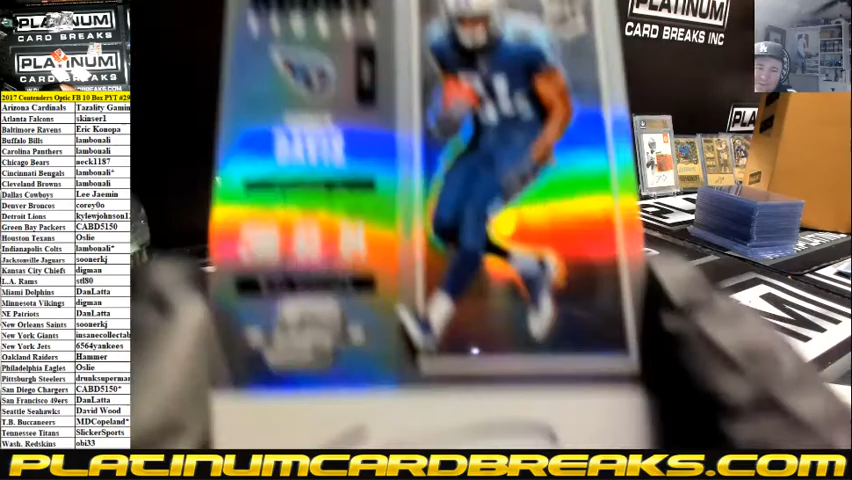 PLATINUM
CARD BREAKS
PLATINUM
CARD BREAKS
PLATINUM
CARD BREAKS INC
2017 Contenders Optic FB 10 Box PYT #29
Arizona Cardinals Tazality Gamin
Atlanta Falcons skinser1
Baltimore Ravens Eric Konopa
Buffalo Bills lambonali
Carolina Panthers lambonali
Chicago Bears neck1187
Cincinnati Bengals lambonali*
Cleveland Browns lambonali
Dallas Cowboys Lee Jaemin
Denver Broncos corey0o
Detroit Lions kylewjohnson1
Green Bay Packers CABD5150
Houston Texans Oslie
Indianapolis Colts lambonali*
Jacksonville Jaguars soonerkj
Kansas City Chiefs digman
L.A. Rams stl80
Miami Dolphins DanLatta
Minnesota Vikings digman
NE Patriots DanLatta
New Orleans Saints soonerkj
New York Giants insanecollectab
New York Jets 6564yankees
Oakland Raiders Hammer
Philadelphia Eagles Oslie
Pittsburgh Steelers drunksuperman
San Diego Chargers CABD5150*
San Francisco 49ers DanLatta
Seattle Seahawks David Wood
T.B. Buccaneers MDCopeland*
Tennessee Titans SlickerSports
Wash. Redskins obi33
DAVIS
PLATINUMCARDBREAKS.COM